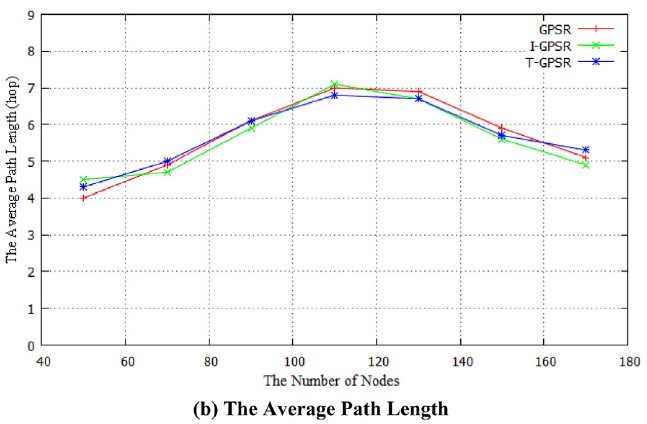 9
8
7
6
5
4
3
2
1
0
The Average Path Length (hop)
GPSR
I-GPSR
T-GPSR
40 60 80 100 120 140 160 180
The Number of Nodes
(b) The Average Path Length